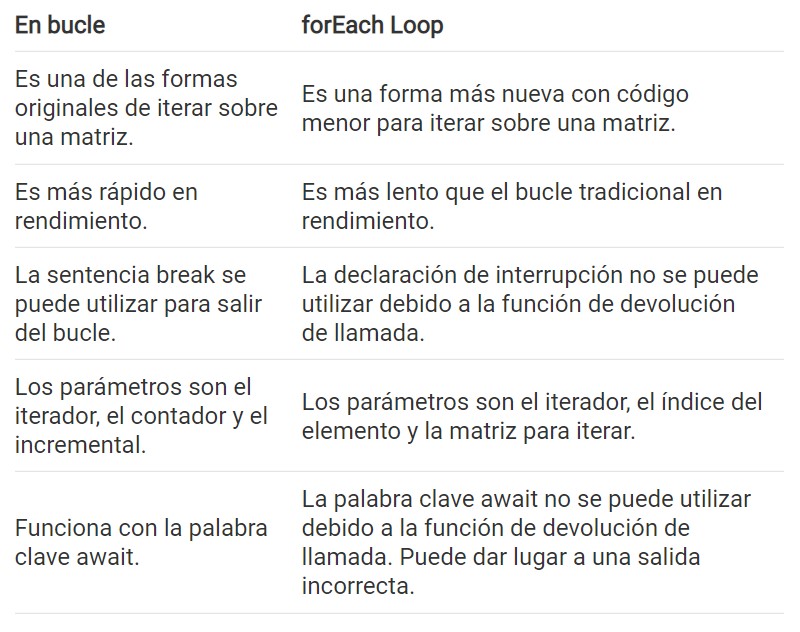 En bucle
forEach Loop
Es una de las formas
originales de iterar sobre
una matriz.
Es una forma más nueva con código
menor para iterar sobre una matriz.
Es más rápido en
rendimiento.
Es más lento que el bucle tradicional en
rendimiento.
La sentencia break se
puede utilizar para salir
del bucle.
La declaración de interrupción no se puede
utilizar debido a la función de devolución
de llamada.
Los parámetros son el
iterador, el contador y el
incremental.
Los parámetros son el iterador, el índice del
elemento y la matriz para iterar.
Funciona con la palabra
clave await.
La palabra clave await no se puede utilizar
debido a la función de devolución de
llamada. Puede dar lugar a una salida
incorrecta.